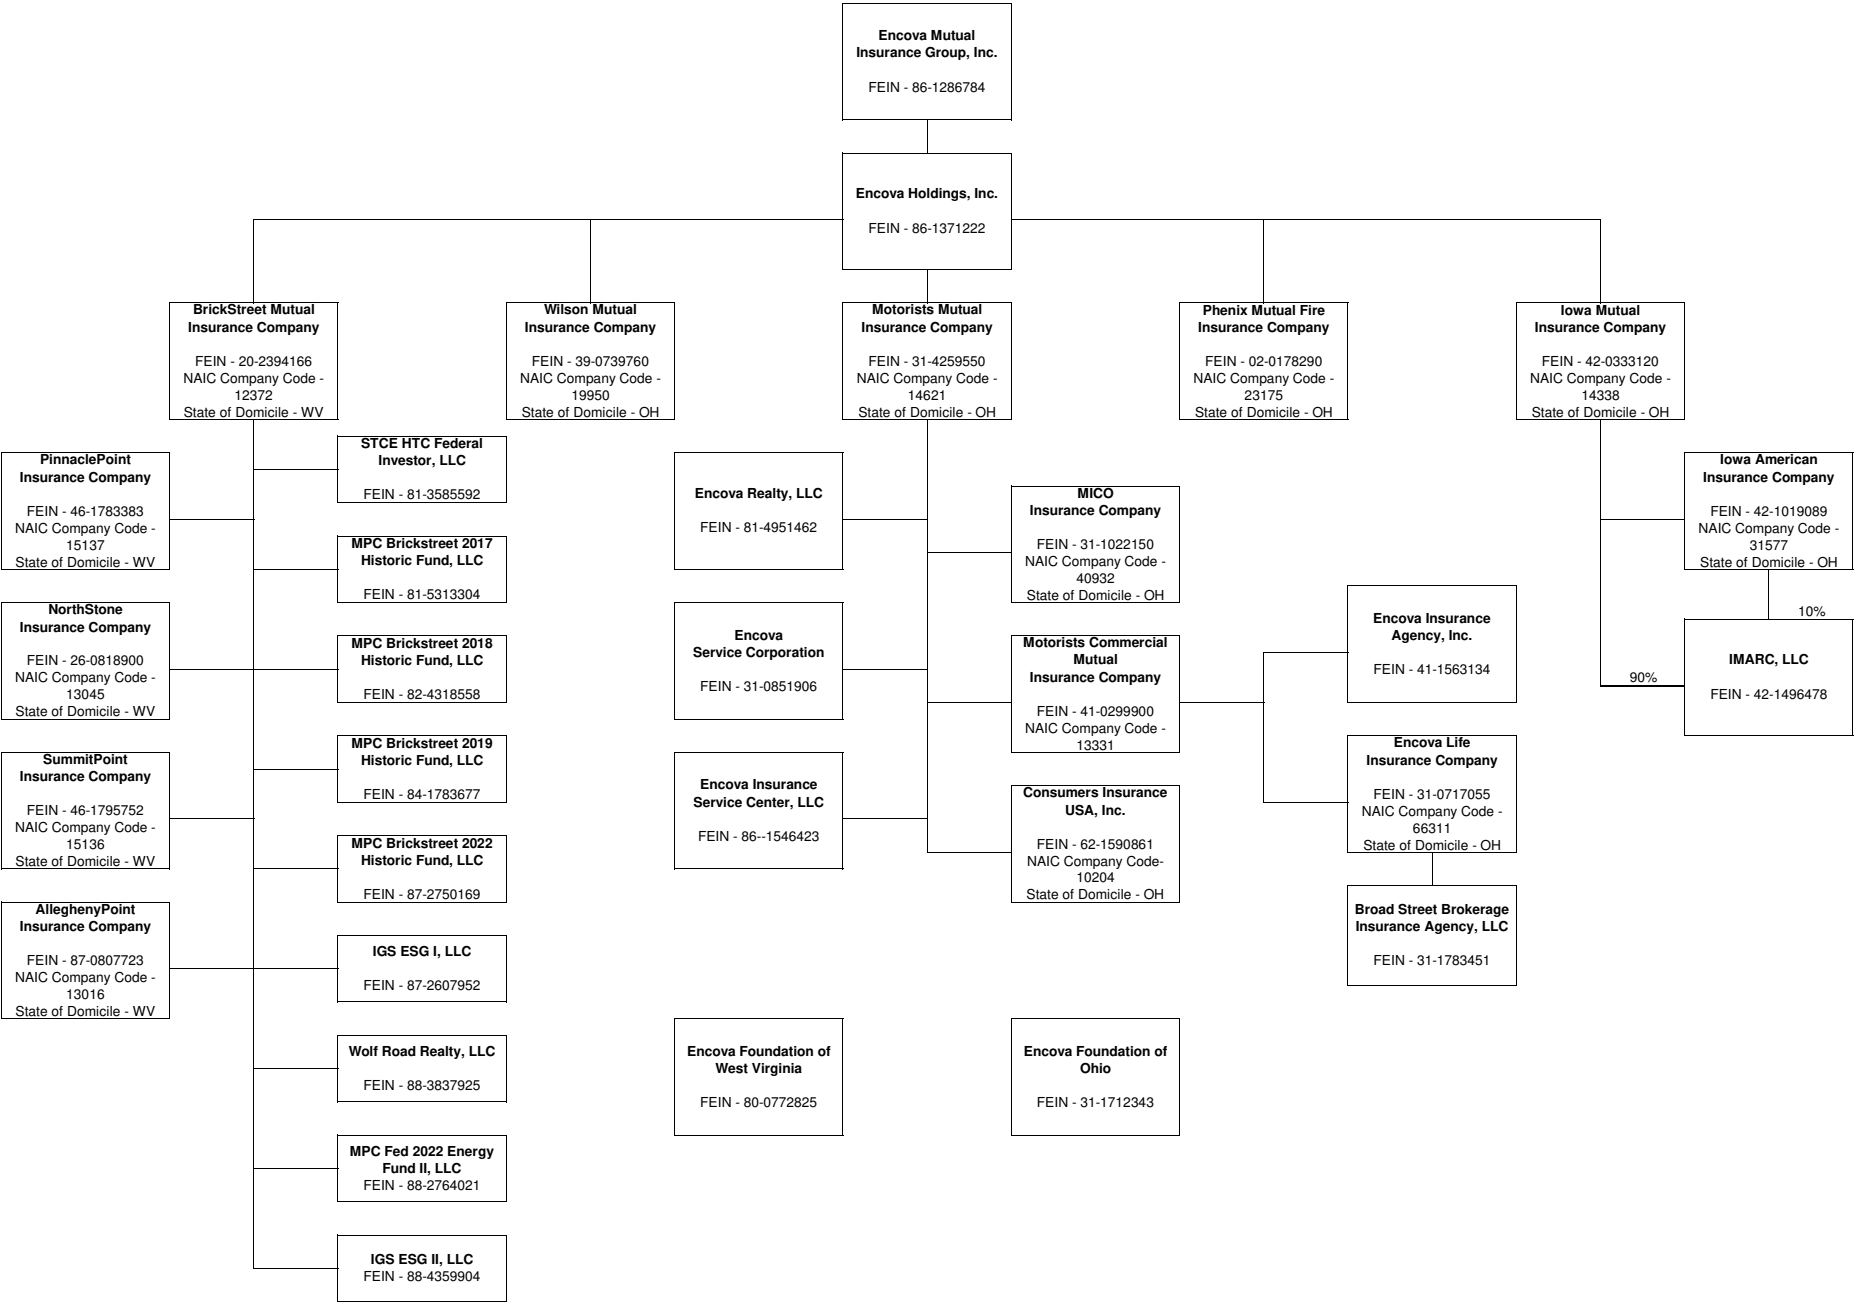 Encova Mutual
Insurance Group, Inc.
FEIN - 86-1286784
Encova Holdings, Inc.
FEIN - 86-1371222
BrickStreet Mutual
Insurance Company
FEIN - 20-2394166
NAIC Company Code -
12372
State of Domicile - WV
Wilson Mutual
Insurance Company
FEIN - 39-0739760
NAIC Company Code -
19950
State of Domicile - OH
Motorists Mutual
Insurance Company
FEIN - 31-4259550
NAIC Company Code -
14621
State of Domicile - OH
Phenix Mutual Fire
Insurance Company
FEIN - 02-0178290
NAIC Company Code -
23175
State of Domicile - OH
Iowa Mutual
Insurance Company
FEIN - 42-0333120
NAIC Company Code -
14338
State of Domicile - OH
PinnaclePoint
Insurance Company
FEIN - 46-1783383
NAIC Company Code -
15137
State of Domicile - WV
NorthStone
Insurance Company
FEIN - 26-0818900
NAIC Company Code -
13045
State of Domicile - WV
SummitPoint
Insurance Company
FEIN - 46-1795752
NAIC Company Code -
15136
State of Domicile - WV
AlleghenyPoint
Insurance Company
FEIN - 87-0807723
NAIC Company Code -
13016
State of Domicile - WV
STCE HTC Federal
Investor, LLC
FEIN - 81-3585592
MPC Brickstreet 2017
Historic Fund, LLC
FEIN - 81-5313304
MPC Brickstreet 2018
Historic Fund, LLC
FEIN - 82-4318558
MPC Brickstreet 2019
Historic Fund, LLC
FEIN - 84-1783677
MPC Brickstreet 2022
Historic Fund, LLC
FEIN - 87-2750169
IGS ESG I, LLC
FEIN - 87-2607952
Wolf Road Realty, LLC
FEIN - 88-3837925
MPC Fed 2022 Energy
Fund II, LLC
FEIN - 88-2764021
IGS ESG II, LLC
FEIN - 88-4359904
Encova Realty, LLC
FEIN - 81-4951462
Encova
Service Corporation
FEIN - 31-0851906
Encova Insurance
Service Center, LLC
FEIN - 86--1546423
MICO
Insurance Company
FEIN - 31-1022150
NAIC Company Code -
40932
State of Domicile - OH
Motorists Commercial
Mutual
Insurance Company
FEIN - 41-0299900
NAIC Company Code -
13331
Consumers Insurance
USA, Inc.
FEIN - 62-1590861
NAIC Company Code-
10204
State of Domicile - OH
Encova Insurance
Agency, Inc.
FEIN - 41-1563134
Encova Life
Insurance Company
FEIN - 31-0717055
NAIC Company Code -
66311
State of Domicile - OH
Broad Street Brokerage
Insurance Agency, LLC
FEIN - 31-1783451
Iowa American
Insurance Company
FEIN - 42-1019089
NAIC Company Code -
31577
State of Domicile - OH
10%
90%
IMARC, LLC
FEIN - 42-1496478
Encova Foundation of
West Virginia
FEIN - 80-0772825
Encova Foundation of
Ohio
FEIN - 31-1712343